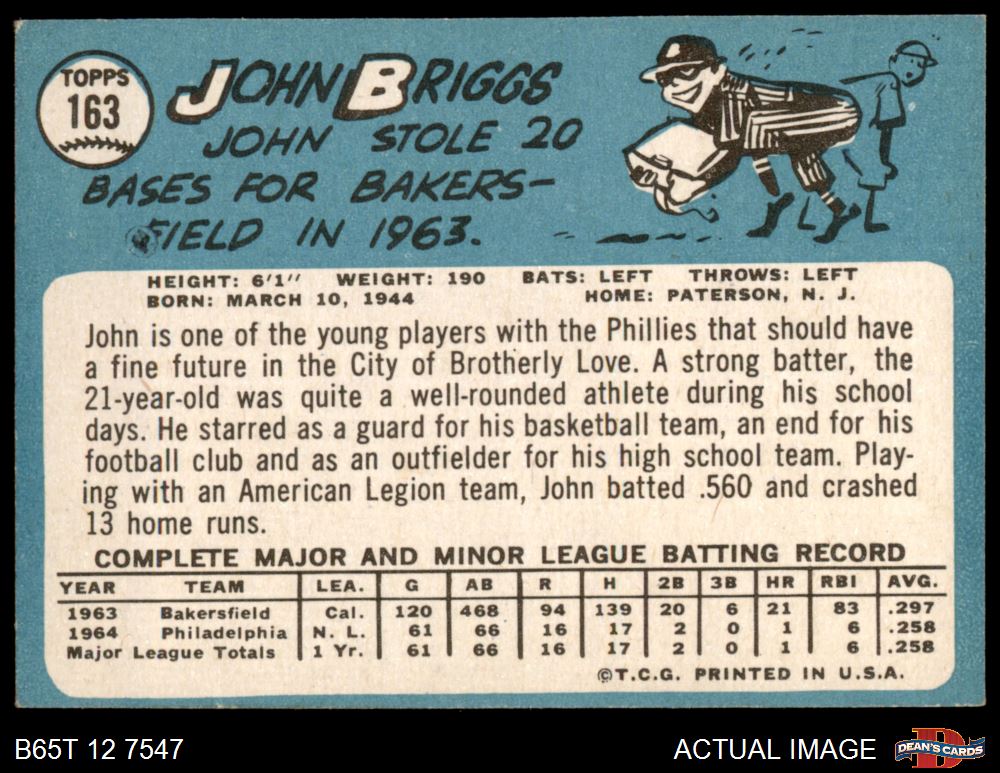 TOPPS
163
JOHN BRIGGS
JOHN STOLE 20
BASES FOR BAKERS-
FIELD IN 1963.
HEIGHT: 6'1" WEIGHT: 190 BATS: LEFT THROWS: LEFT
BORN: MARCH 10, 1944 HOME: PATERSON, N. J.
John is one of the young players with the Phillies that should have
a fine future in the City of Brotherly Love. A strong batter, the
21-year-old was quite a well-rounded athlete during his school
days. He starred as a guard for his basketball team, an end for his
football club and as an outfielder for his high school team. Play-
ing with an American Legion team, John batted .560 and crashed
13 home runs.
COMPLETE MAJOR AND MINOR LEAGUE BATTING RECORD
YEAR TEAM LEA. G AB R H 2B 3B HR RBI AVG.
1963 Bakersfield Cal. 120 468 94 139 20 6 21 83 .297
1964 Philadelphia N. L. 61 66 16 17 2 0 1 6 .258
Major League Totals 1 Yr. 61 66 16 17 2 0 1 6 .258
©T.C.G. PRINTED IN U.S.A.
B65T 12 7547 ACTUAL IMAGE
D
DEAN'S CARDS